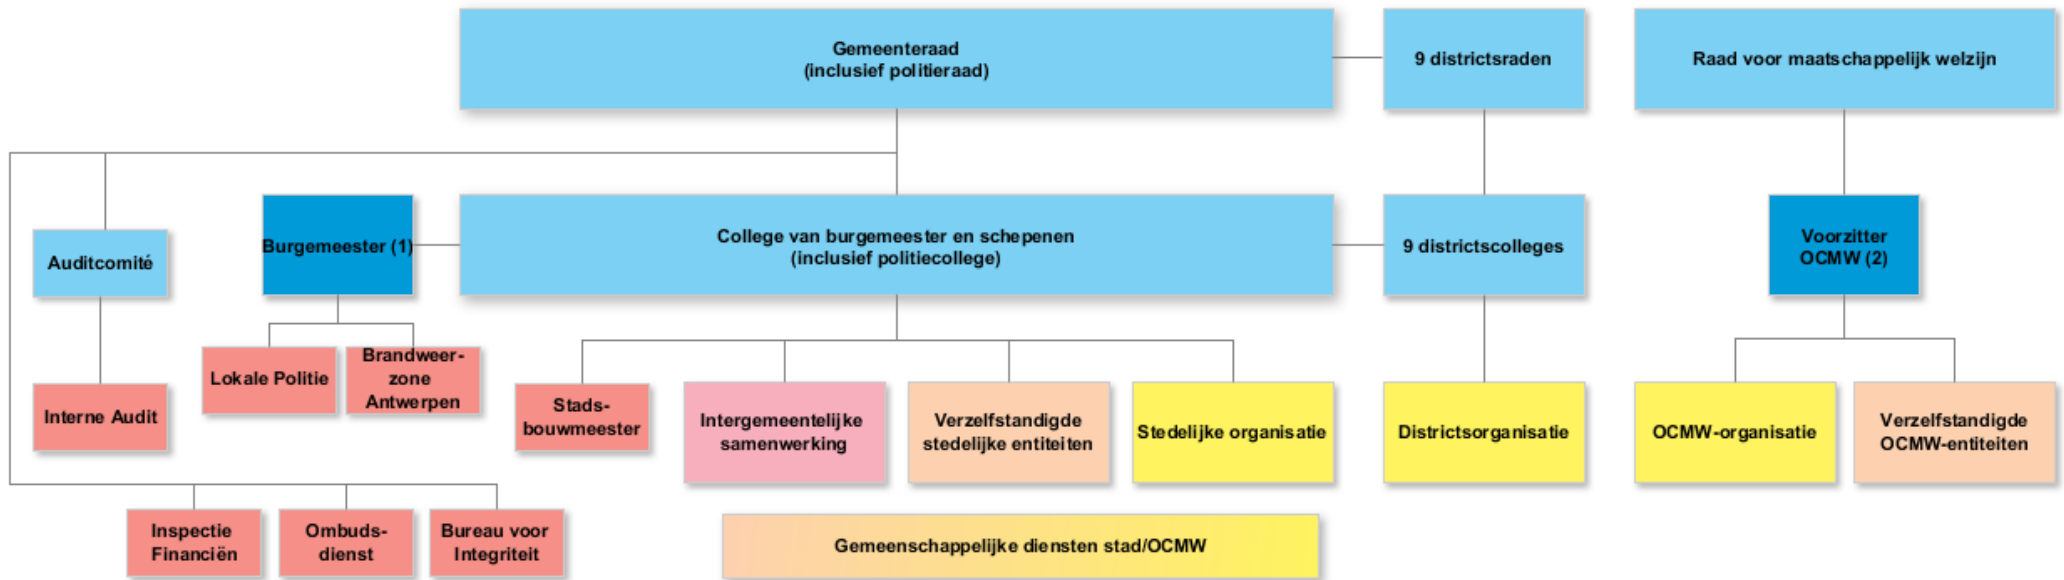 Gemeenteraad
(inclusief politieraad)
9 districtsraden
Raad voor maatschappelijk welzijn
Auditcomité
Burgemeester (1)
College van burgemeester en schepenen
(inclusief politiecollege)
9 districtscolleges
Voorzitter
OCMW (2)
Interne Audit
Lokale Politie
Brandweer-
zone
Antwerpen
Stads-
bouwmeester
Intergemeentelijke
samenwerking
Verzelfstandigde
stedelijke entiteiten
Stedelijke organisatie
Districtsorganisatie
OCMW-organisatie
Verzelfstandigde
OCMW-entiteiten
Inspectie
Financiën
Ombuds-
dienst
Bureau voor
Integriteit
Gemeenschappelijke diensten stad/OCMW